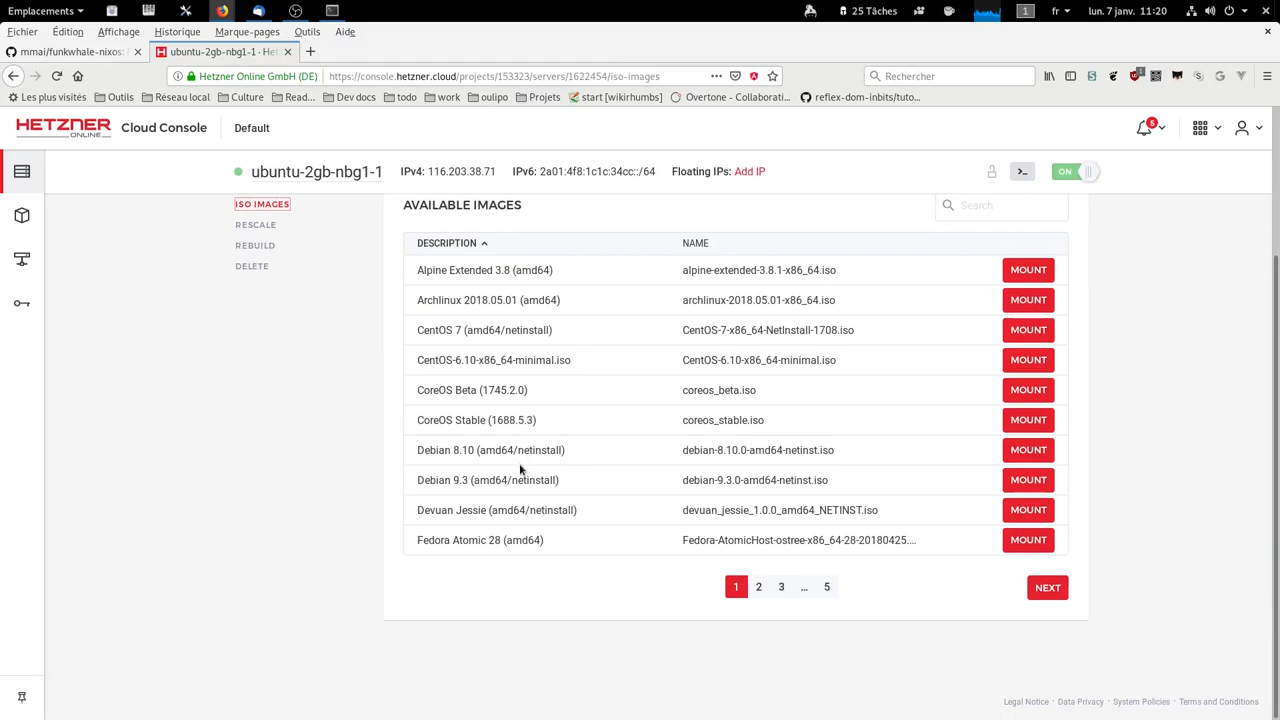 Emplacements 25 Tâches 1 fr lun. 7 janv. 11:20
Fichier Édition Affichage Historique Marque-pages Outils Aide
mmai/funkwhale-nixos: ubuntu-2gb-nbg1-1 · Het
Hetzner Online GmbH (DE) https://console.hetzner.cloud/projects/153323/servers/1622454/iso-images Rechercher
Les plus visités Outils Réseau local Culture Read... Dev docs todo work oulipo Projets start [wikirhumbs] Overtone - Collaborati... reflex-dom-inbits/tuto...
HETZNER ONLINE Cloud Console Default 5
ubuntu-2gb-nbg1-1 IPv4: 116.203.38.71 IPv6: 2a01:4f8:1c1c:34cc::/64 Floating IPs: Add IP >_ ON
ISO IMAGES
RESCALE
REBUILD
DELETE
AVAILABLE IMAGES Search
DESCRIPTION NAME
Alpine Extended 3.8 (amd64) alpine-extended-3.8.1-x86_64.iso MOUNT
Archlinux 2018.05.01 (amd64) archlinux-2018.05.01-x86_64.iso MOUNT
CentOS 7 (amd64/netinstall) CentOS-7-x86_64-NetInstall-1708.iso MOUNT
CentOS-6.10-x86_64-minimal.iso CentOS-6.10-x86_64-minimal.iso MOUNT
CoreOS Beta (1745.2.0) coreos_beta.iso MOUNT
CoreOS Stable (1688.5.3) coreos_stable.iso MOUNT
Debian 8.10 (amd64/netinstall) debian-8.10.0-amd64-netinst.iso MOUNT
Debian 9.3 (amd64/netinstall) debian-9.3.0-amd64-netinst.iso MOUNT
Devuan Jessie (amd64/netinstall) devuan_jessie_1.0.0_amd64_NETINST.iso MOUNT
Fedora Atomic 28 (amd64) Fedora-AtomicHost-ostree-x86_64-28-20180425.... MOUNT
1 2 3 ... 5 NEXT
Legal Notice · Data Privacy · System Policies · Terms and Conditions